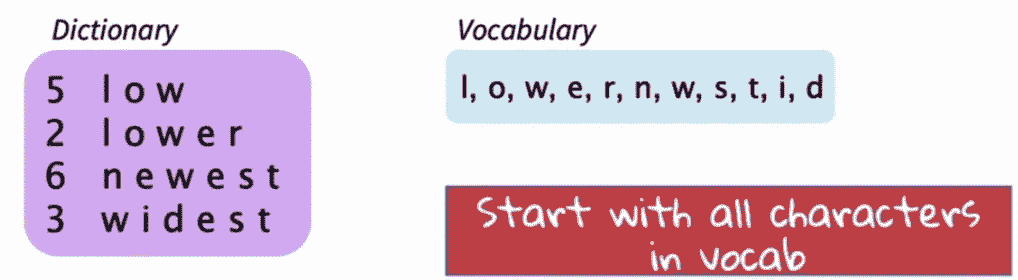 Dictionary
5 l o w
2 l o w e r
6 n e w e s t
3 w i d e s t
Vocabulary
l, o, w, e, r, n, w, s, t, i, d
Start with all characters
in vocab